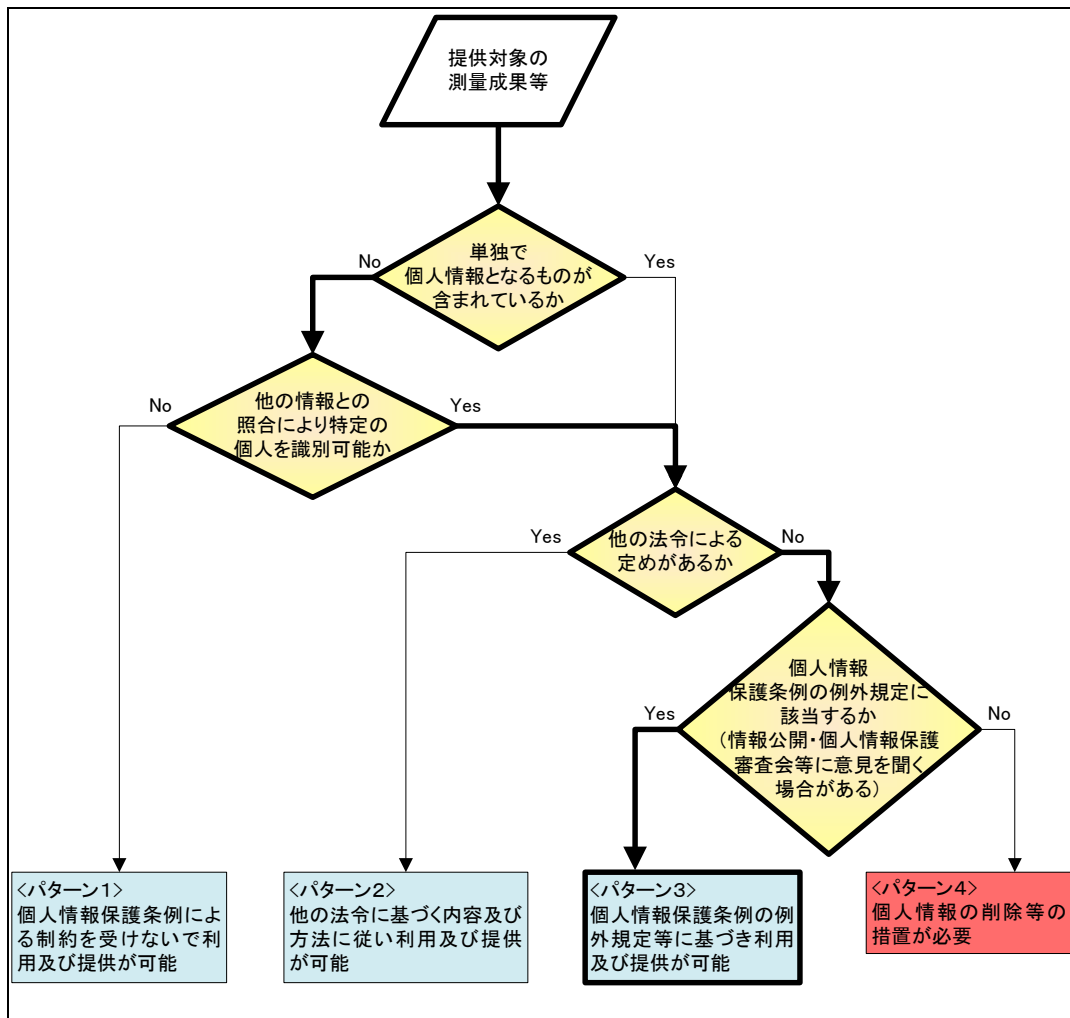 提供対象の
測量成果等
単独で
個人情報となるものが
含まれているか
No
Yes
他の情報との
照合により特定の
個人を識別可能か
No
Yes
他の法令による
定めがあるか
Yes
No
個人情報
保護条例の例外規定に
該当するか
（情報公開・個人情報保護
審査会等に意見を聞く
場合がある）
Yes
No
<パターン１>
個人情報保護条例によ
る制約を受けないで利
用及び提供が可能
<パターン２>
他の法令に基づく内容及び
方法に従い利用及び提供
が可能
<パターン３>
個人情報保護条例の例
外規定等に基づき利用
及び提供が可能
<パターン４>
個人情報の削除等の
措置が必要